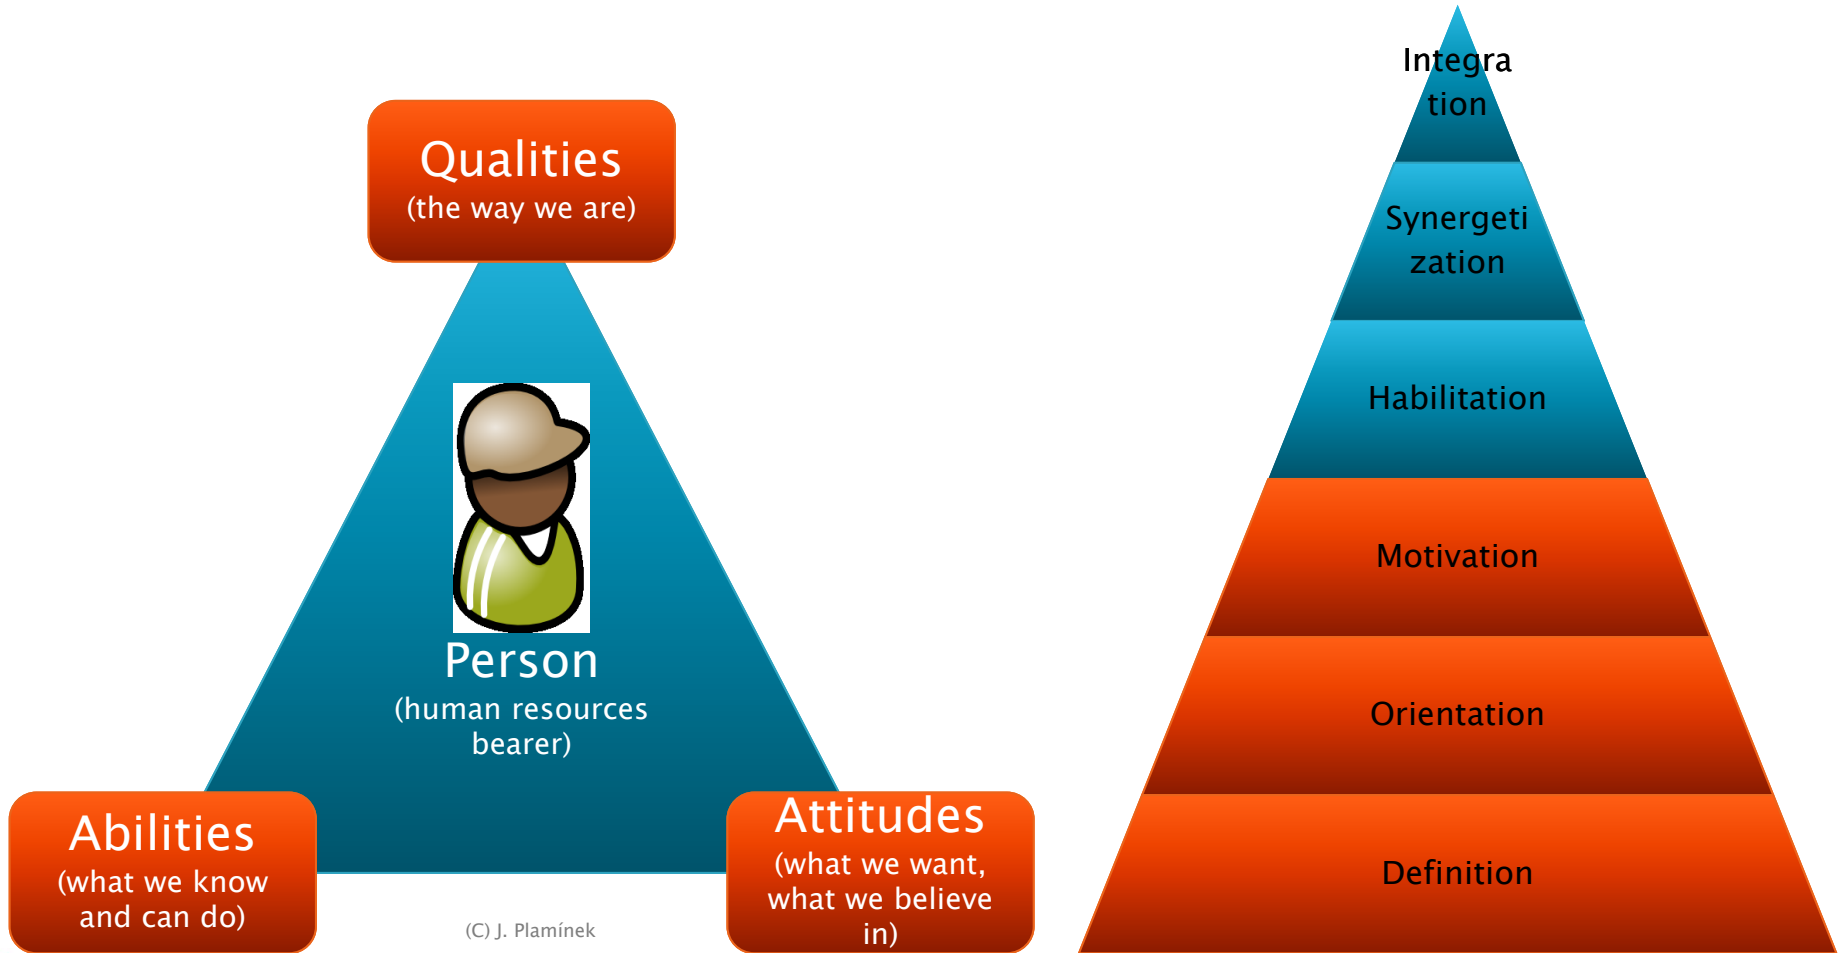 Qualities
(the way we are)
Person
(human resources
bearer)
Abilities
(what we know
and can do)
Attitudes
(what we want,
what we believe
in)
(C) J. Plamínek
Integra
tion
Synergeti
zation
Habilitation
Motivation
Orientation
Definition